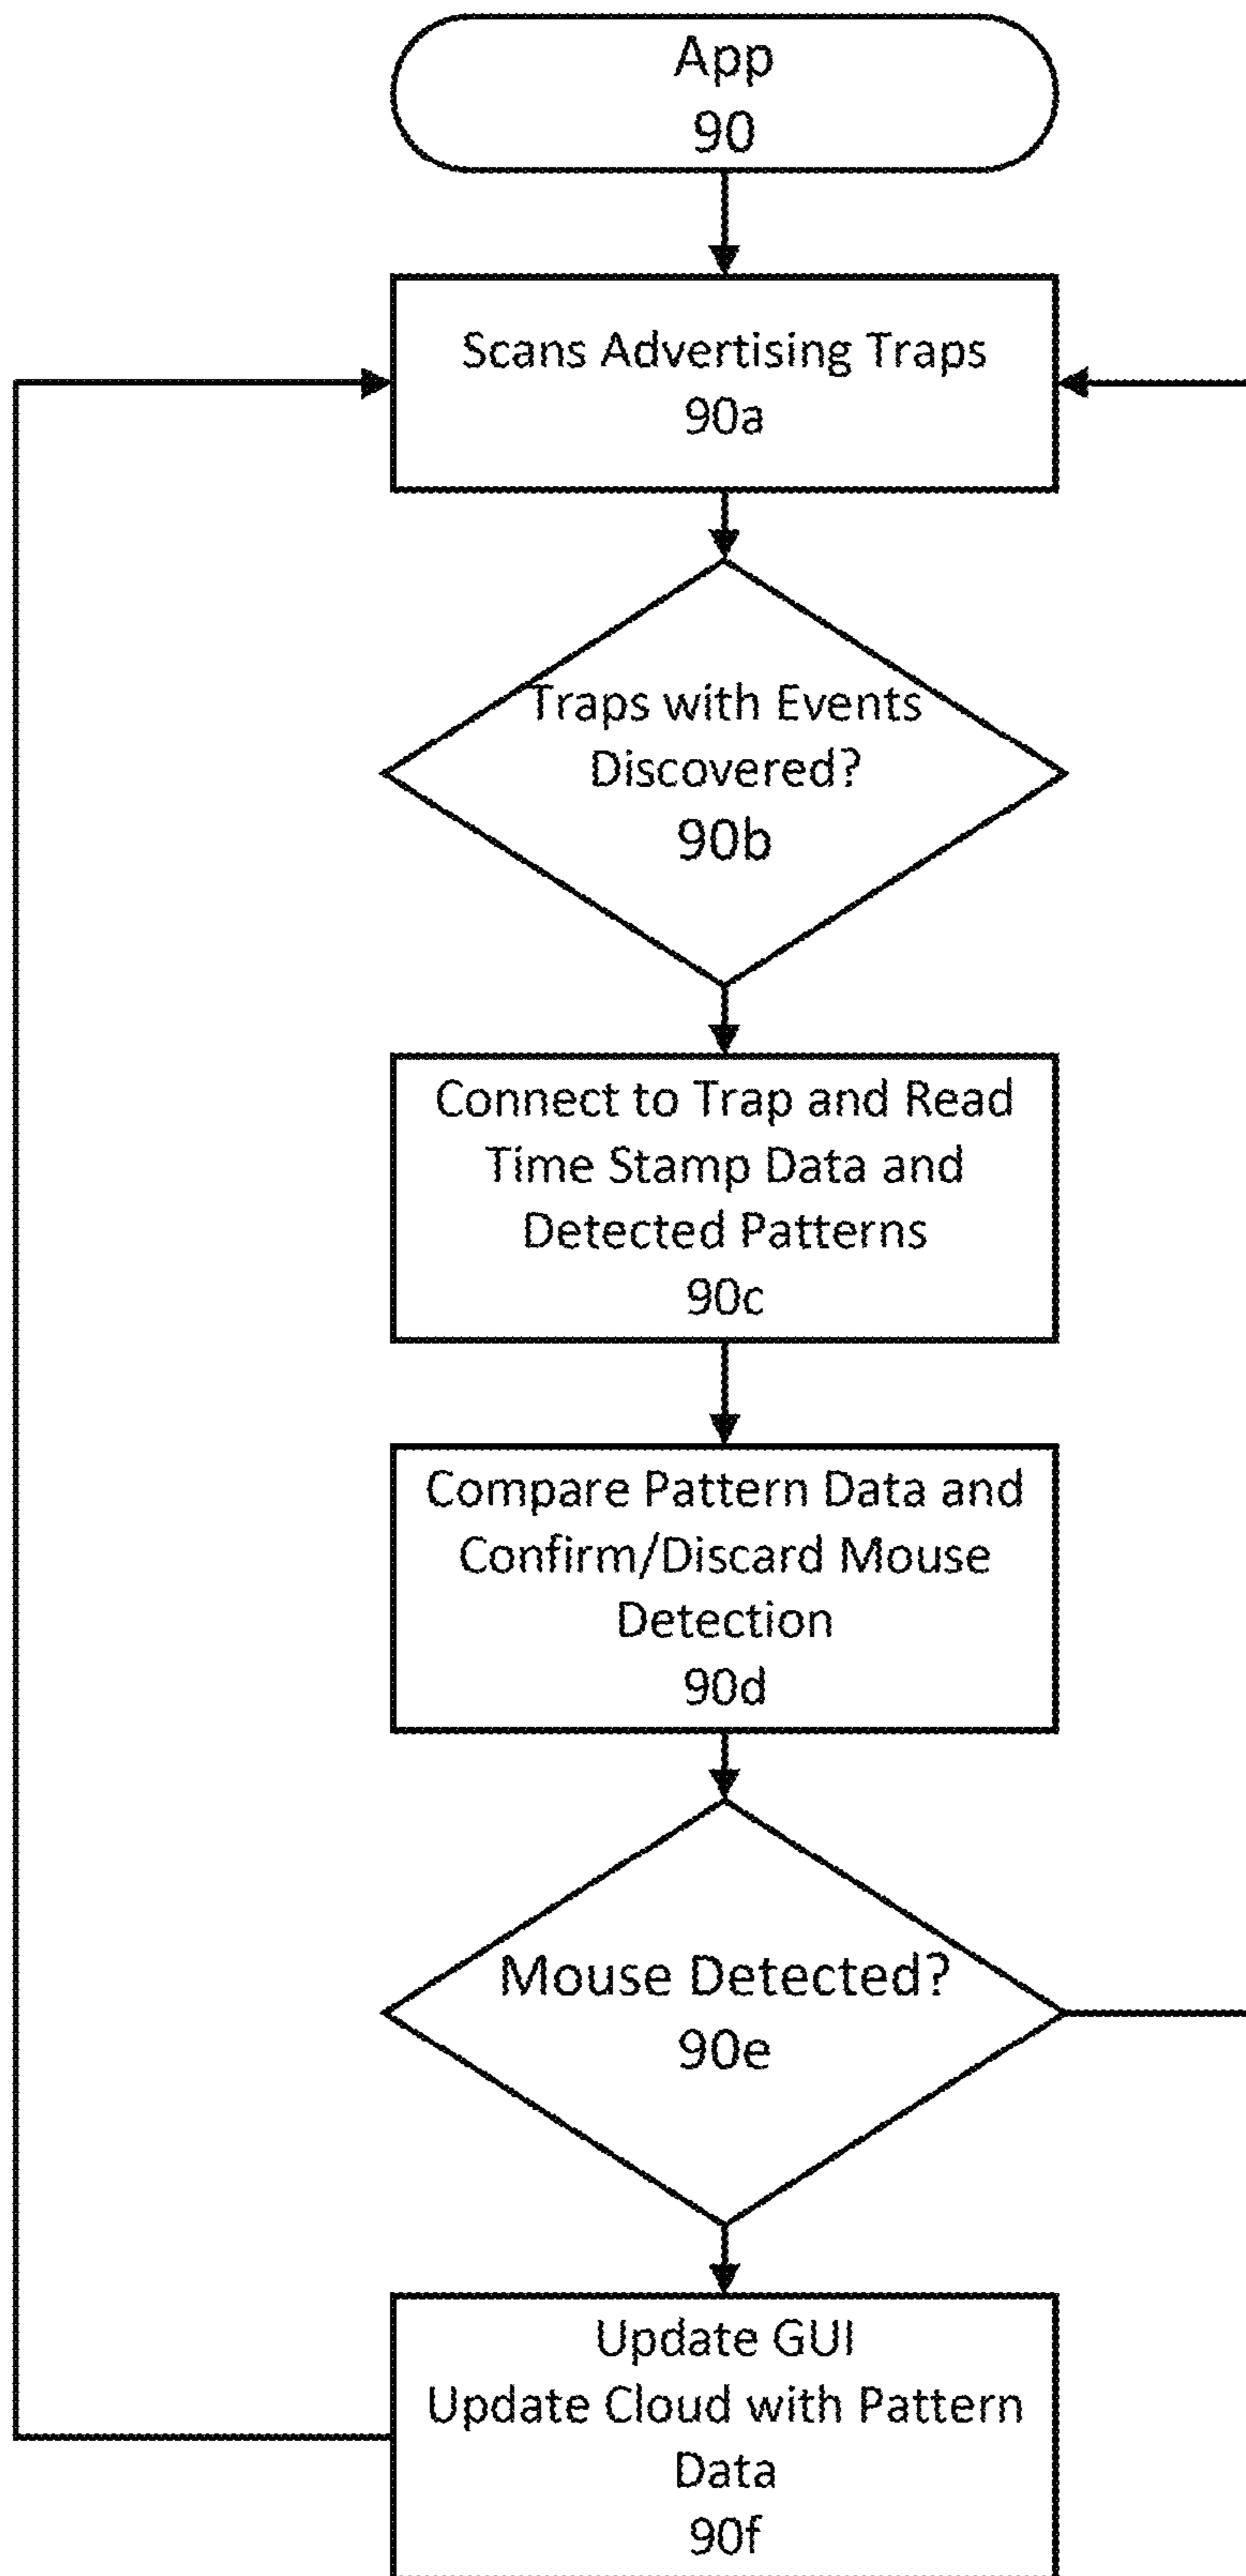 App
90
Scans Advertising Traps
90a
Traps with Events
Discovered?
90b
Connect to Trap and Read
Time Stamp Data and
Detected Patterns
90c
Compare Pattern Data and
Confirm/Discard Mouse
Detection
90d
Mouse Detected?
90e
Update GUI
Update Cloud with Pattern
Data
90f